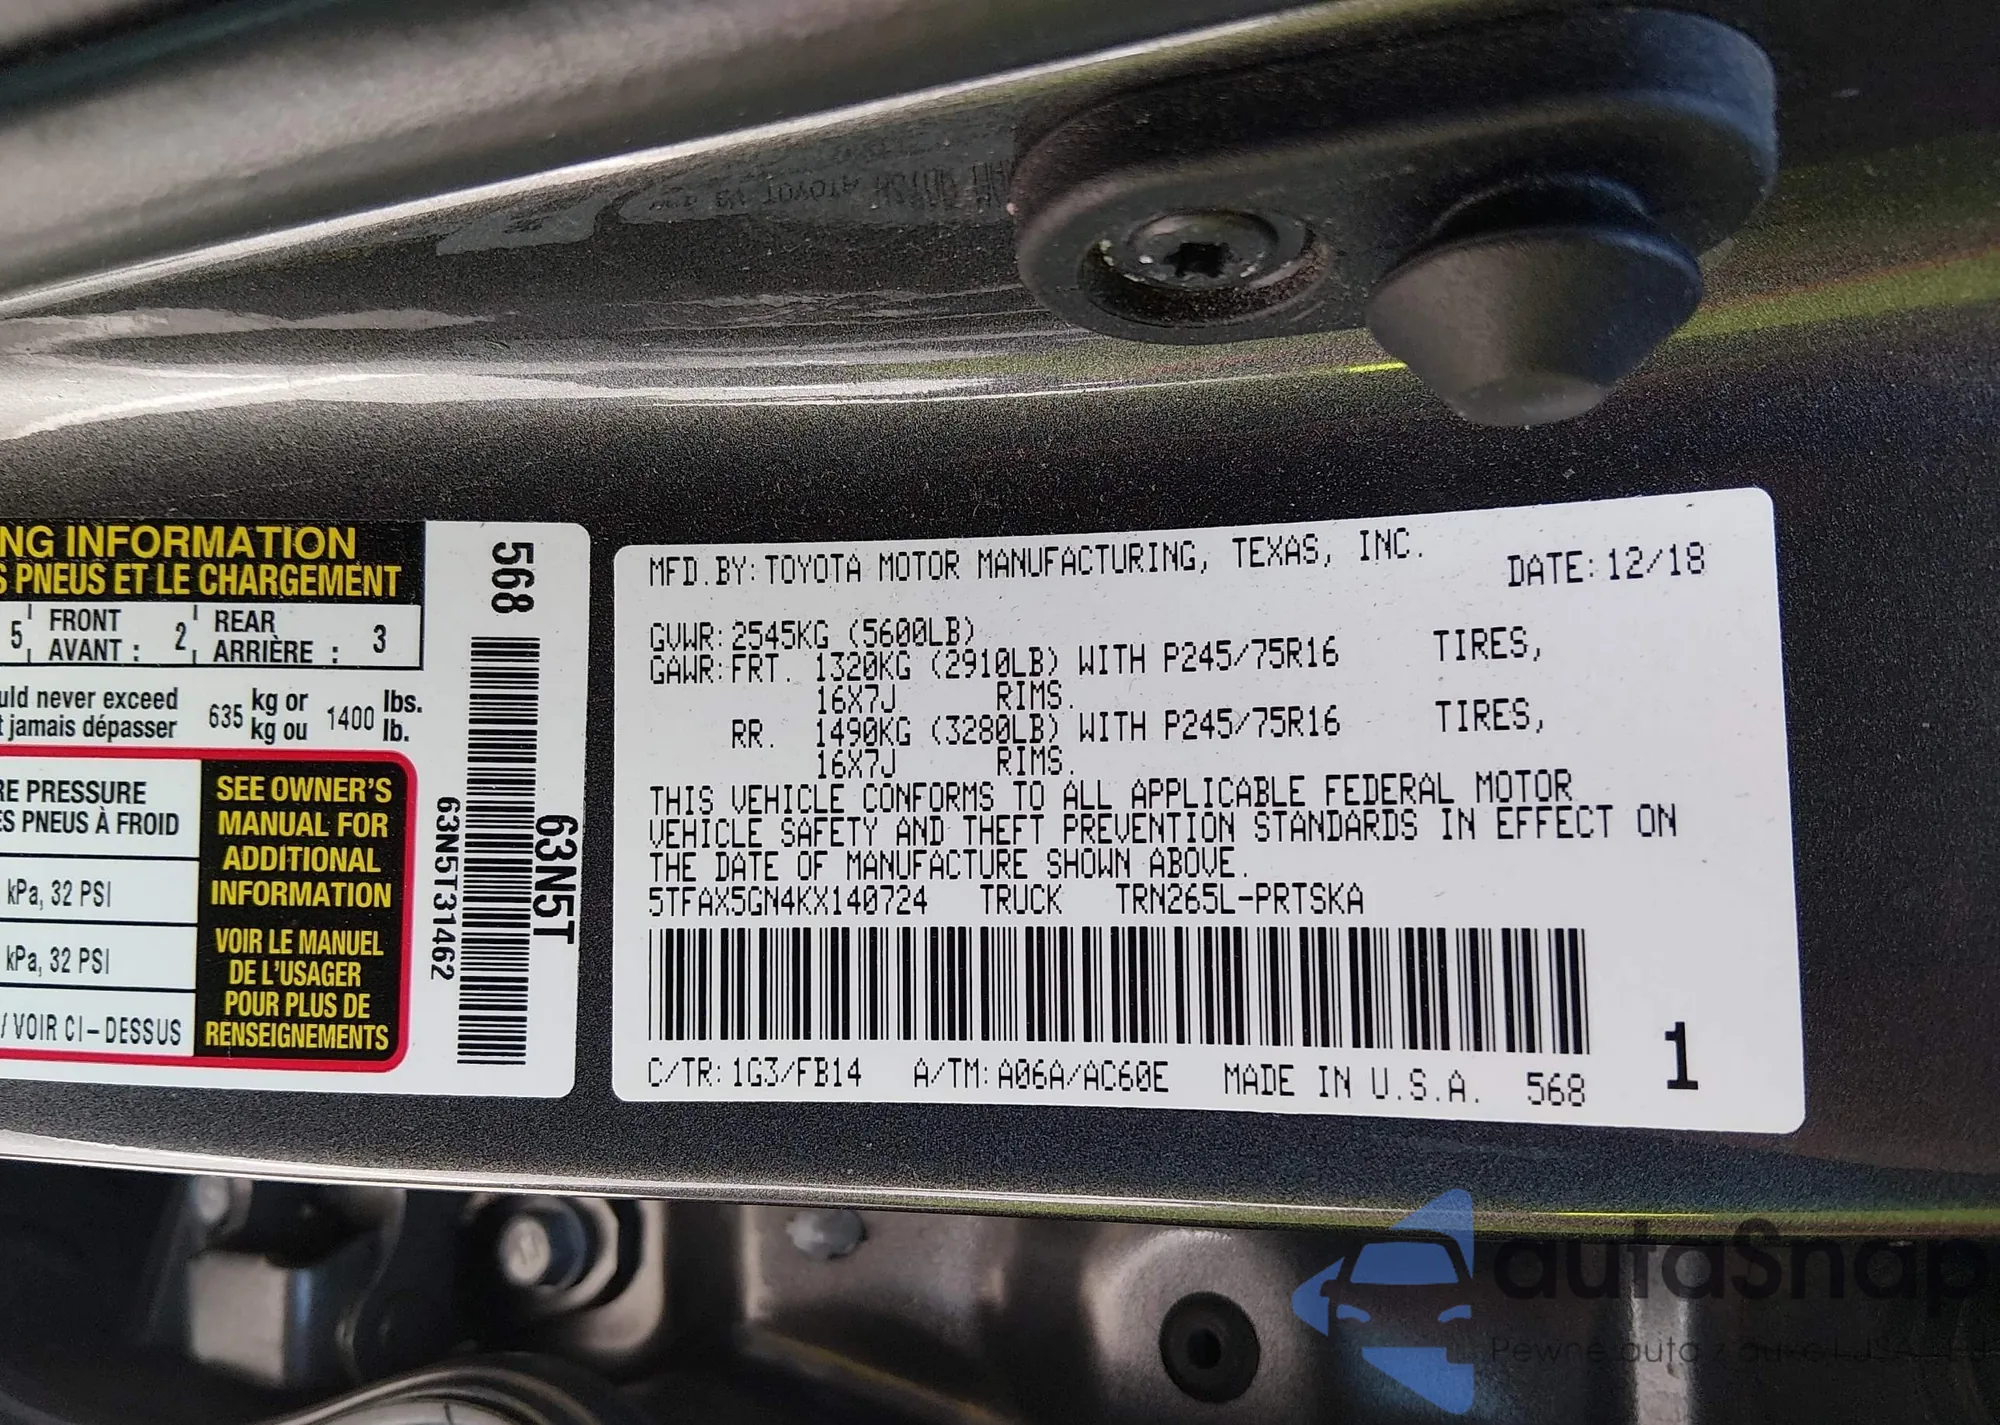 NG INFORMATION
S PNEUS ET LE CHARGEMENT
5 FRONT AVANT : 2 REAR ARRIÈRE : 3
uld never exceed 635 kg or 1400 lbs.
t jamais dépasser kg ou lb.
RE PRESSURE
ES PNEUS À FROID
kPa, 32 PSI
kPa, 32 PSI
/ VOIR CI-DESSUS
SEE OWNER'S
MANUAL FOR
ADDITIONAL
INFORMATION
VOIR LE MANUEL
DE L'USAGER
POUR PLUS DE
RENSEIGNEMENTS
568
63N5T31462
63N5T
MFD.BY:TOYOTA MOTOR MANUFACTURING, TEXAS, INC. DATE:12/18
GVWR:2545KG (5600LB)
GAWR:FRT. 1320KG (2910LB) WITH P245/75R16 TIRES,
16X7J RIMS.
RR. 1490KG (3280LB) WITH P245/75R16 TIRES,
16X7J RIMS.
THIS VEHICLE CONFORMS TO ALL APPLICABLE FEDERAL MOTOR
VEHICLE SAFETY AND THEFT PREVENTION STANDARDS IN EFFECT ON
THE DATE OF MANUFACTURE SHOWN ABOVE.
5TFAX5GN4KX140724 TRUCK TRN265L-PRTSKA
C/TR:1G3/FB14 A/TM:A06A/AC60E MADE IN U.S.A. 568 1
autoSnap
Pewne auto z